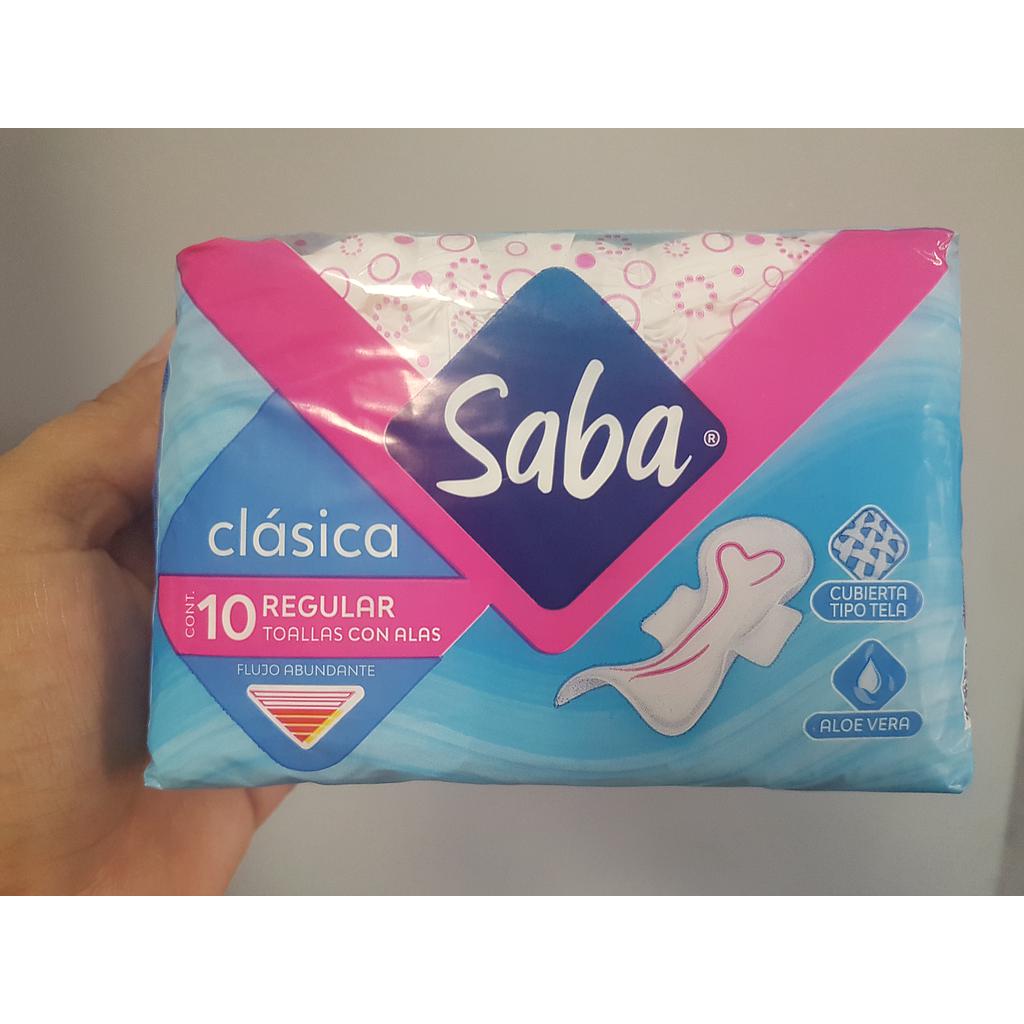 Saba®
clásica
CONT. 10 REGULAR
TOALLAS CON ALAS
FLUJO ABUNDANTE
CUBIERTA
TIPO TELA
ALOE VERA